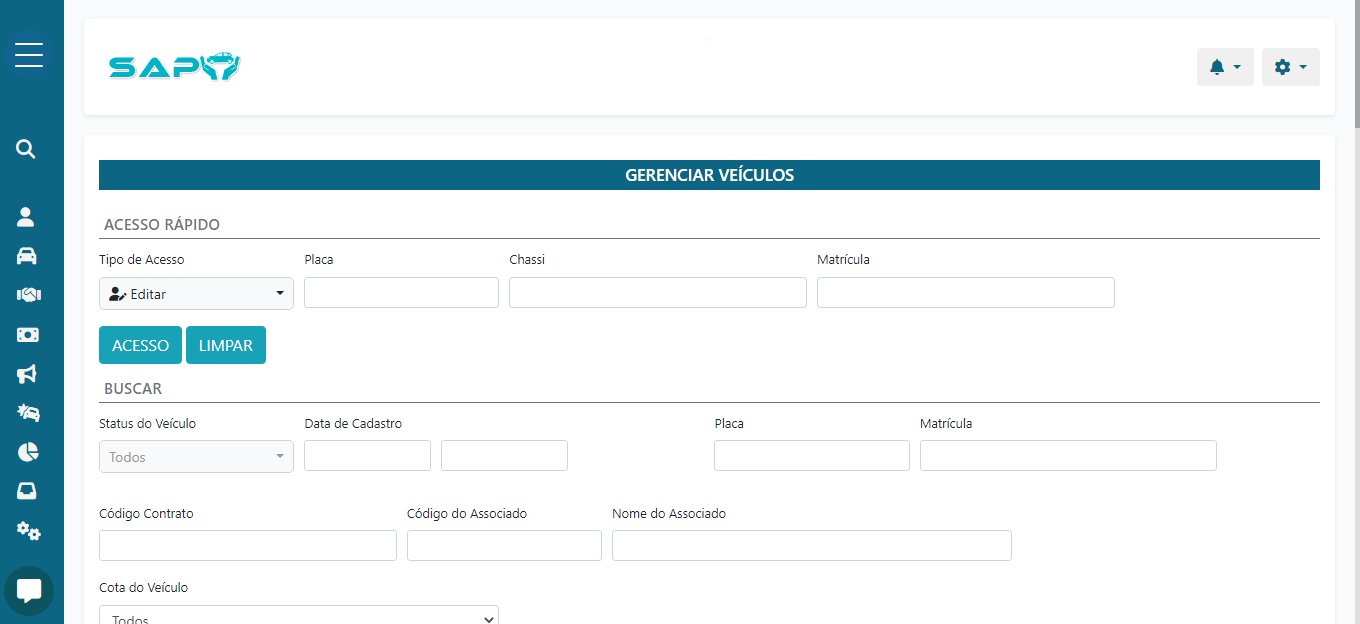 SAPY
GERENCIAR VEÍCULOS
ACESSO RÁPIDO
Tipo de Acesso Placa Chassi Matrícula
Editar
ACESSO LIMPAR
BUSCAR
Status do Veículo Data de Cadastro Placa Matrícula
Todos
Código Contrato Código do Associado Nome do Associado
Cota do Veículo
Todos